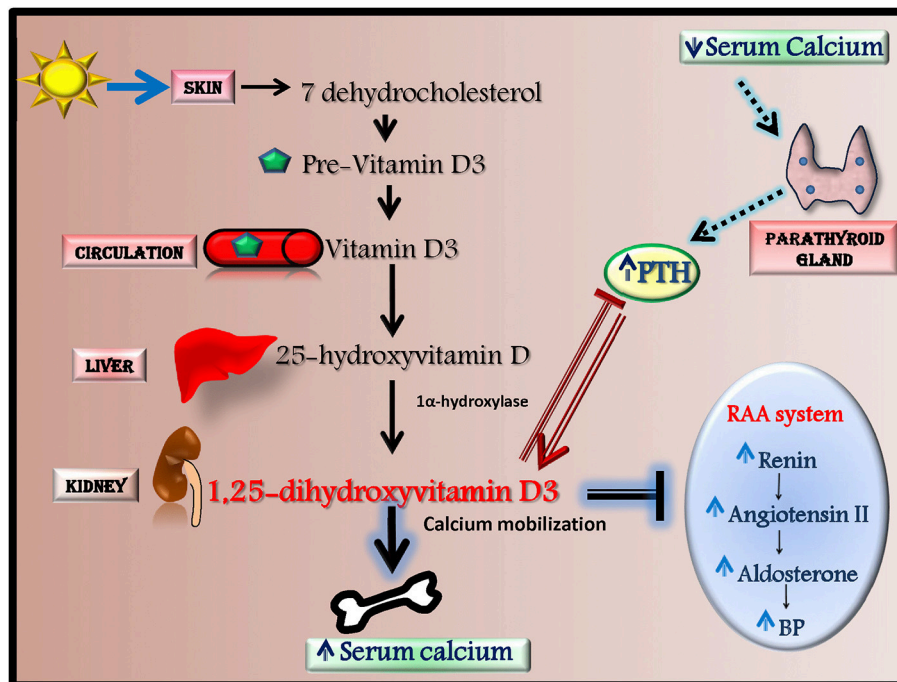 Serum Calcium
SKIN
7 dehydrocholesterol
Pre-Vitamin D3
CIRCULATION
Vitamin D3
PARATHYROID
GLAND
PTH
LIVER
25-hydroxyvitamin D
1α-hydroxylase
KIDNEY
1,25-dihydroxyvitamin D3
Calcium mobilization
Serum calcium
RAA system
Renin
Angiotensin II
Aldosterone
BP